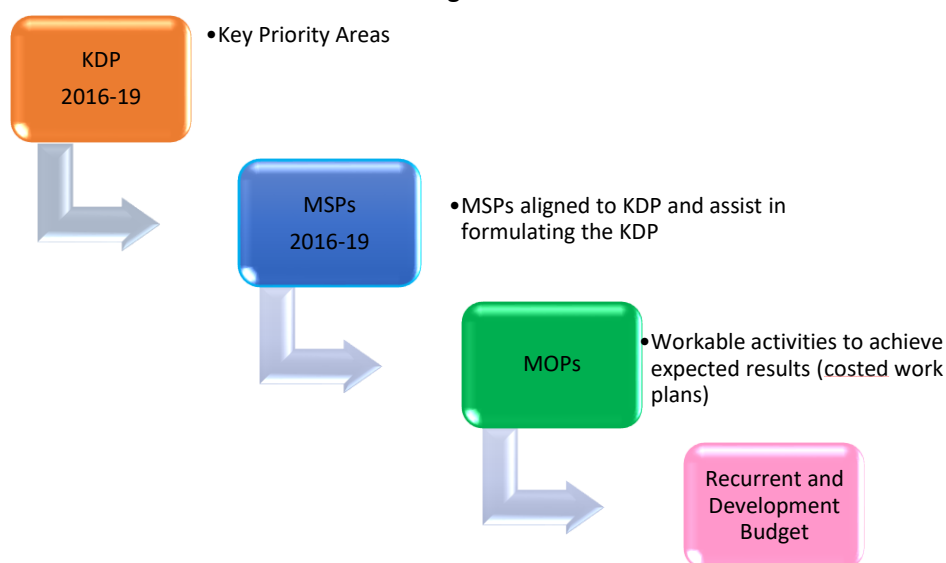 •Key Priority Areas
KDP
2016-19
MSPs
2016-19
•MSPs aligned to KDP and assist in
formulating the KDP
MOPs
•Workable activities to achieve
expected results (costed work
plans)
Recurrent and
Development
Budget